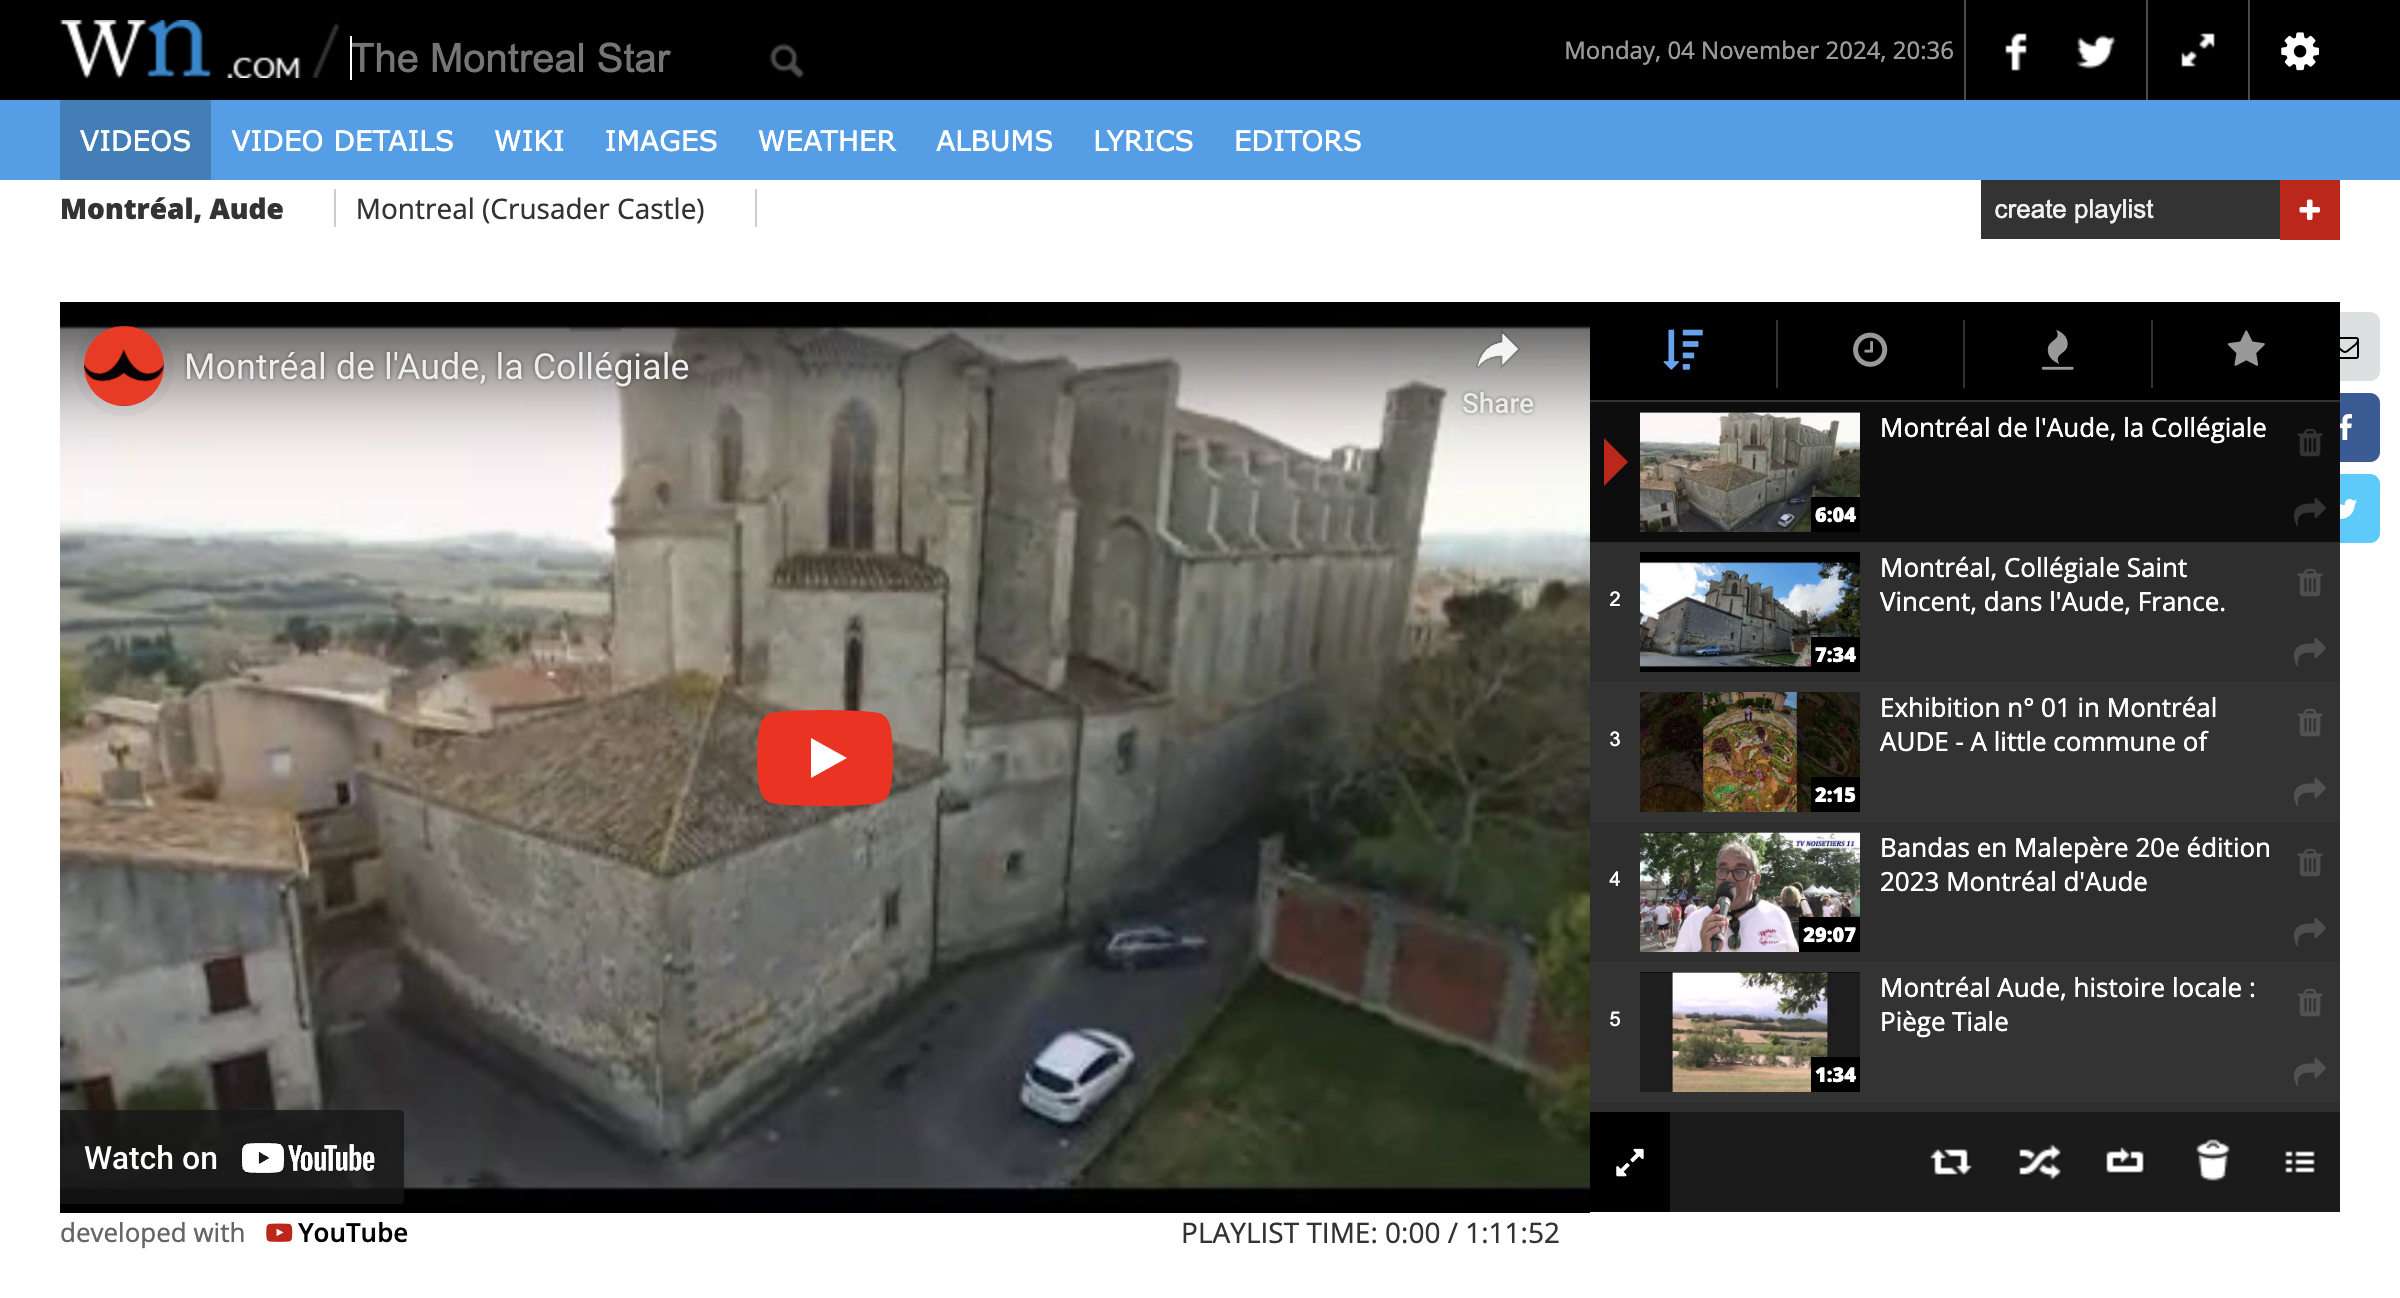 wn.com / The Montreal Star
Monday, 04 November 2024, 20:36
VIDEOS VIDEO DETAILS WIKI IMAGES WEATHER ALBUMS LYRICS EDITORS
Montréal, Aude Montreal (Crusader Castle)
create playlist
Montréal de l'Aude, la Collégiale
Share
Watch on YouTube
Montréal de l'Aude, la Collégiale
6:04
2
Montréal, Collégiale Saint
Vincent, dans l'Aude, France.
7:34
3
Exhibition n° 01 in Montréal
AUDE - A little commune of
2:15
4
TV NOISETIERS 11
Bandas en Malepère 20e édition
2023 Montréal d'Aude
29:07
5
Montréal Aude, histoire locale :
Piège Tiale
1:34
developed with YouTube
PLAYLIST TIME: 0:00 / 1:11:52